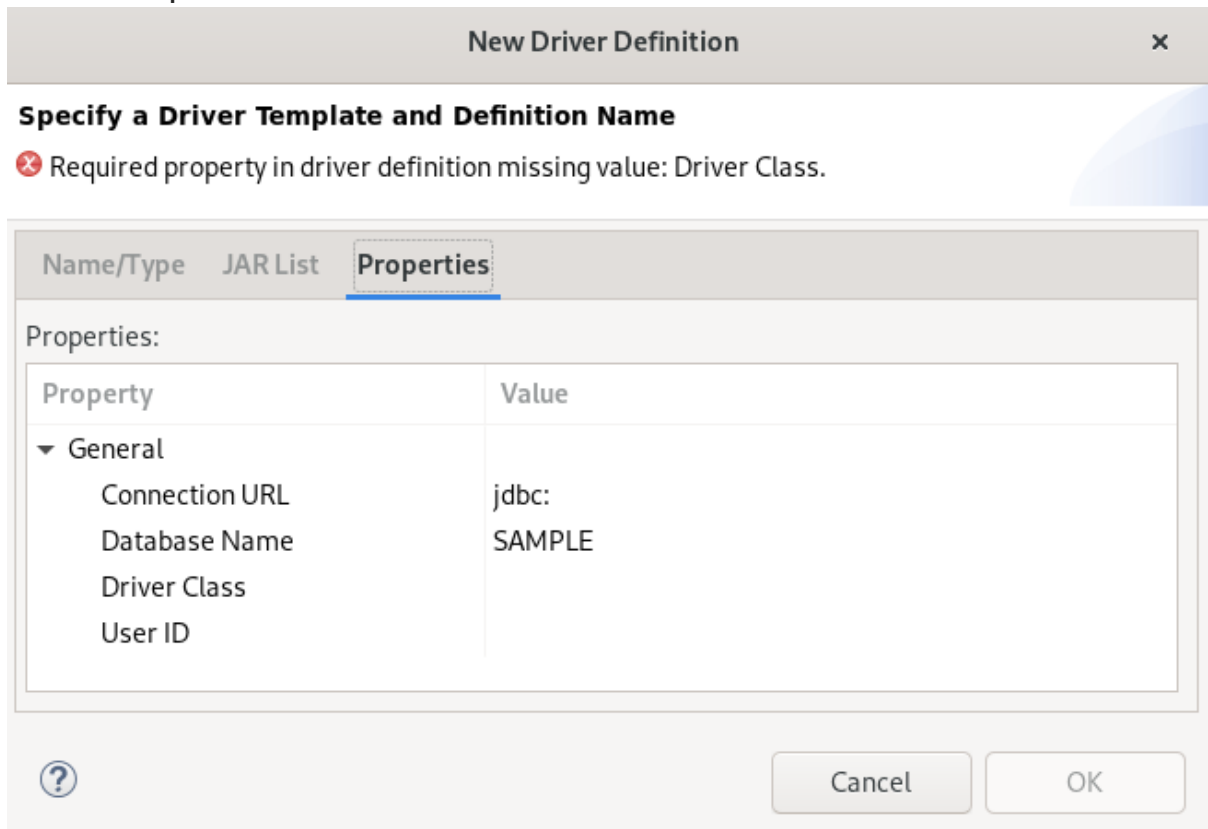 New Driver Definition
Specify a Driver Template and Definition Name
Required property in driver definition missing value: Driver Class.
Name/Type JAR List Properties
Properties:
Property Value
General
Connection URL jdbc:
Database Name SAMPLE
Driver Class
User ID
Cancel OK